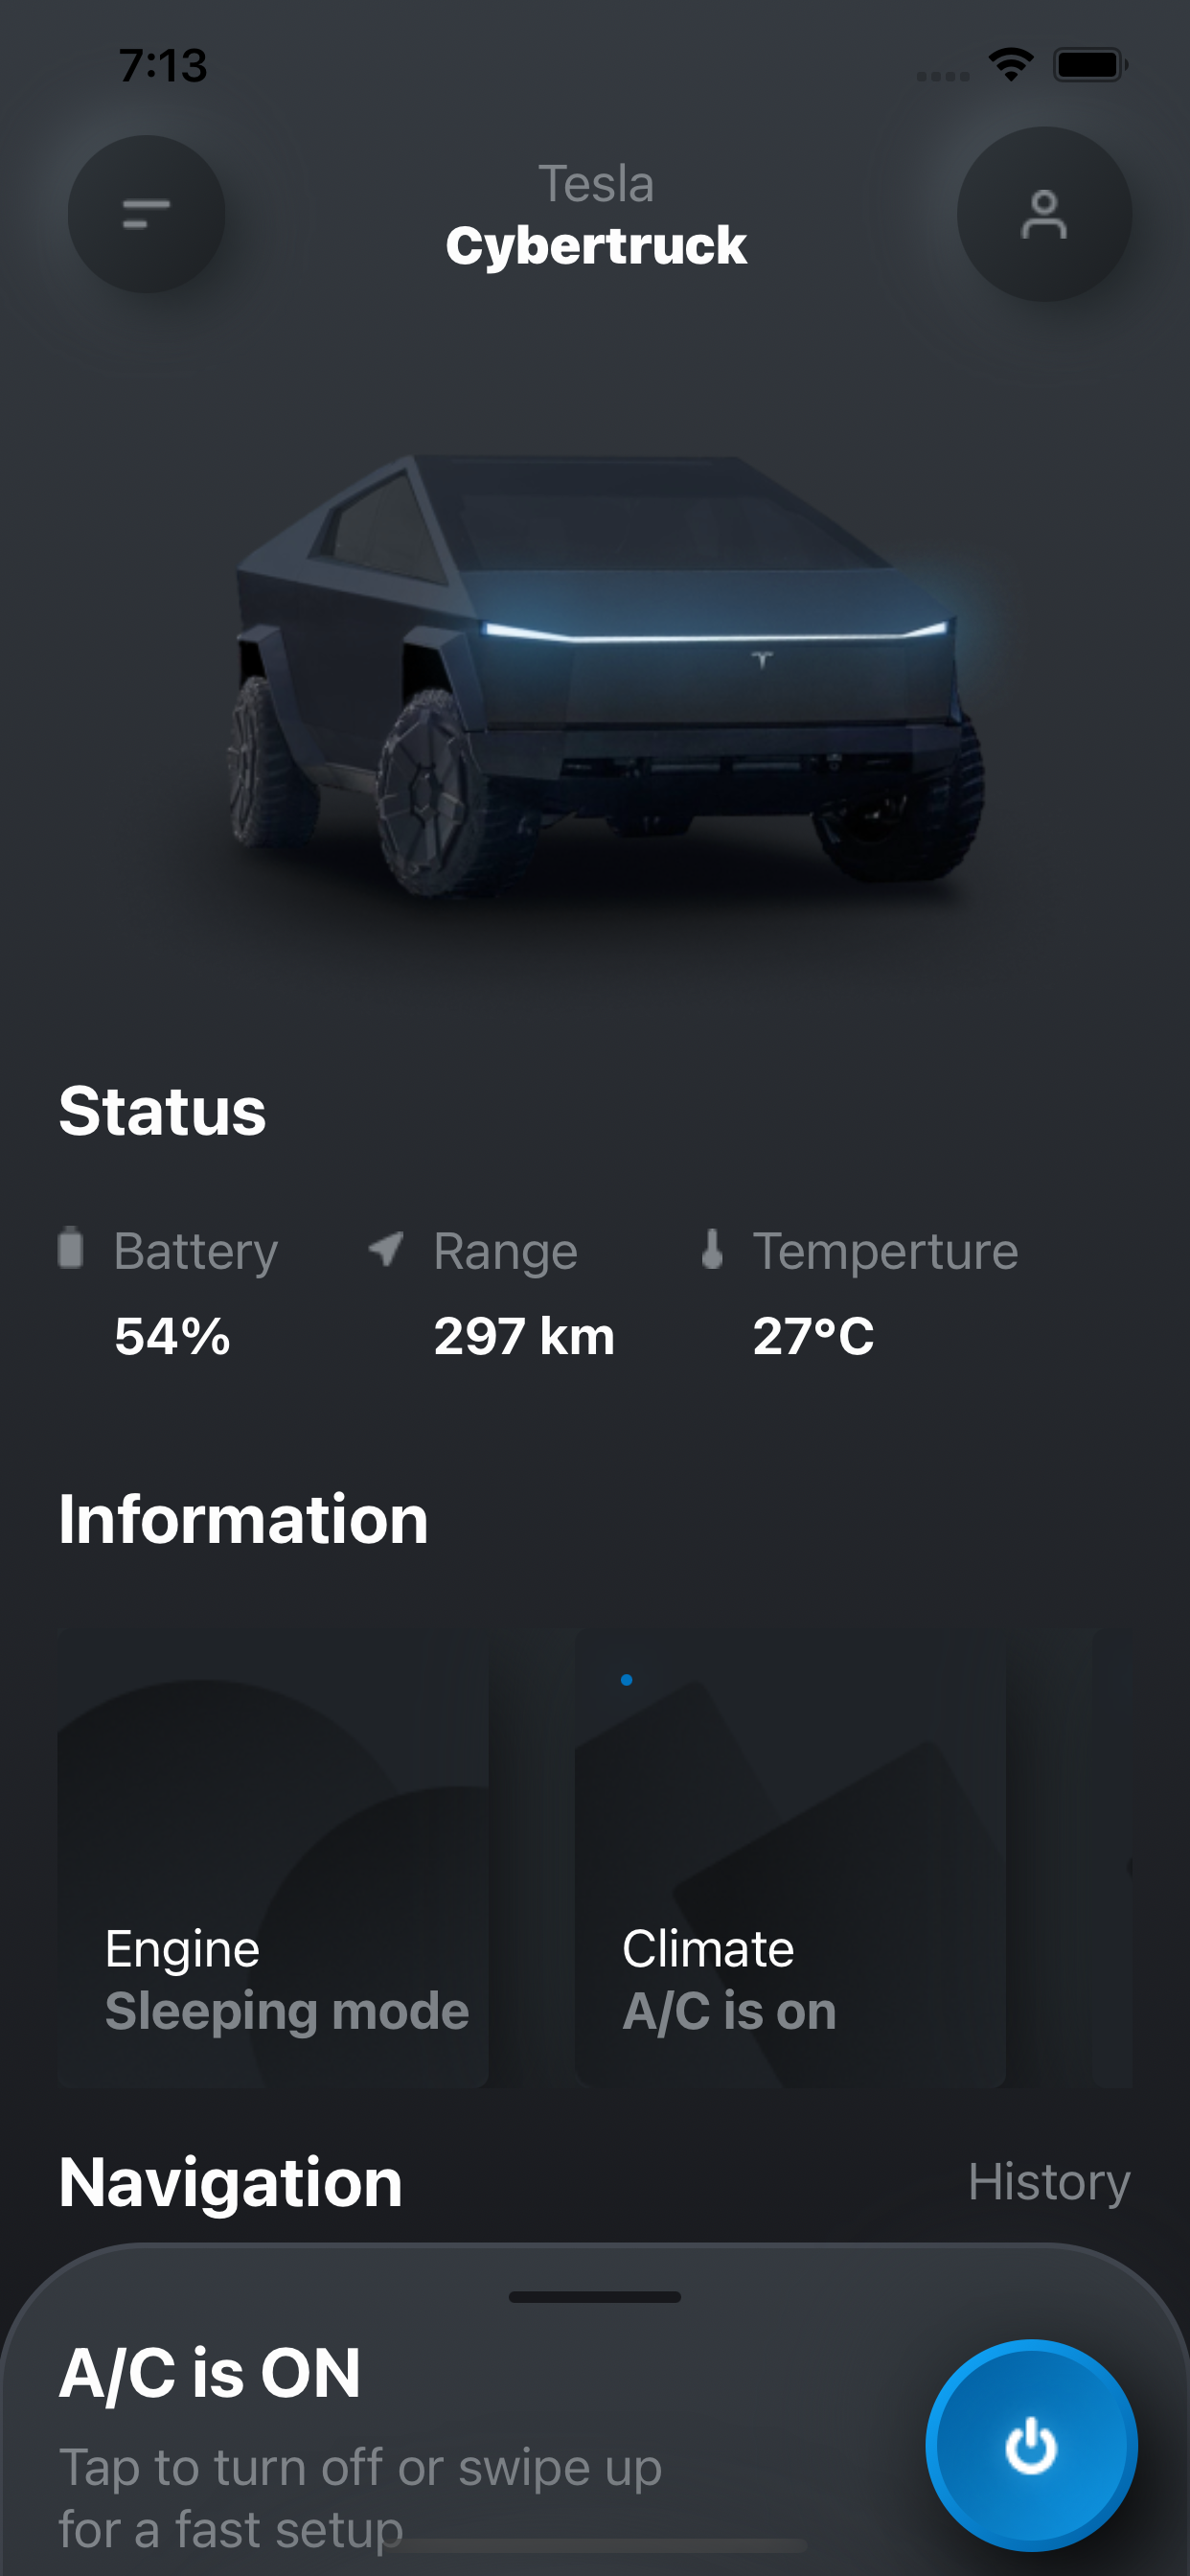 7:13
Tesla
Cybertruck
Status
Battery
Range
Temperture
54%
297 km
27°C
Information
Engine
Sleeping mode
Climate
A/C is on
Navigation
History
A/C is ON
Tap to turn off or swipe up
for a fast setup